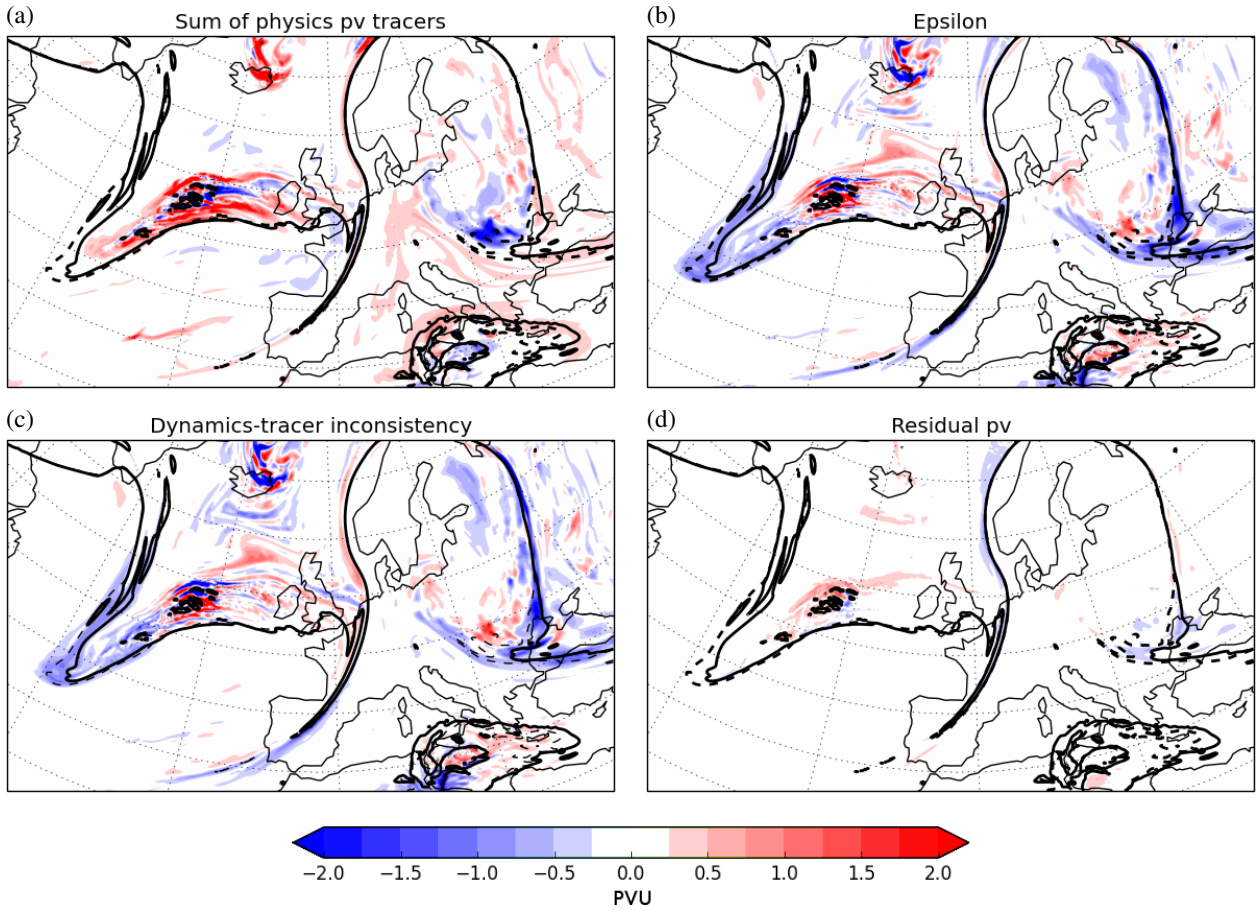 (a) Sum of physics pv tracers
(b) Epsilon
(c) Dynamics-tracer inconsistency
(d) Residual pv
−2.0 −1.5 −1.0 −0.5 0.0 0.5 1.0 1.5 2.0
PVU